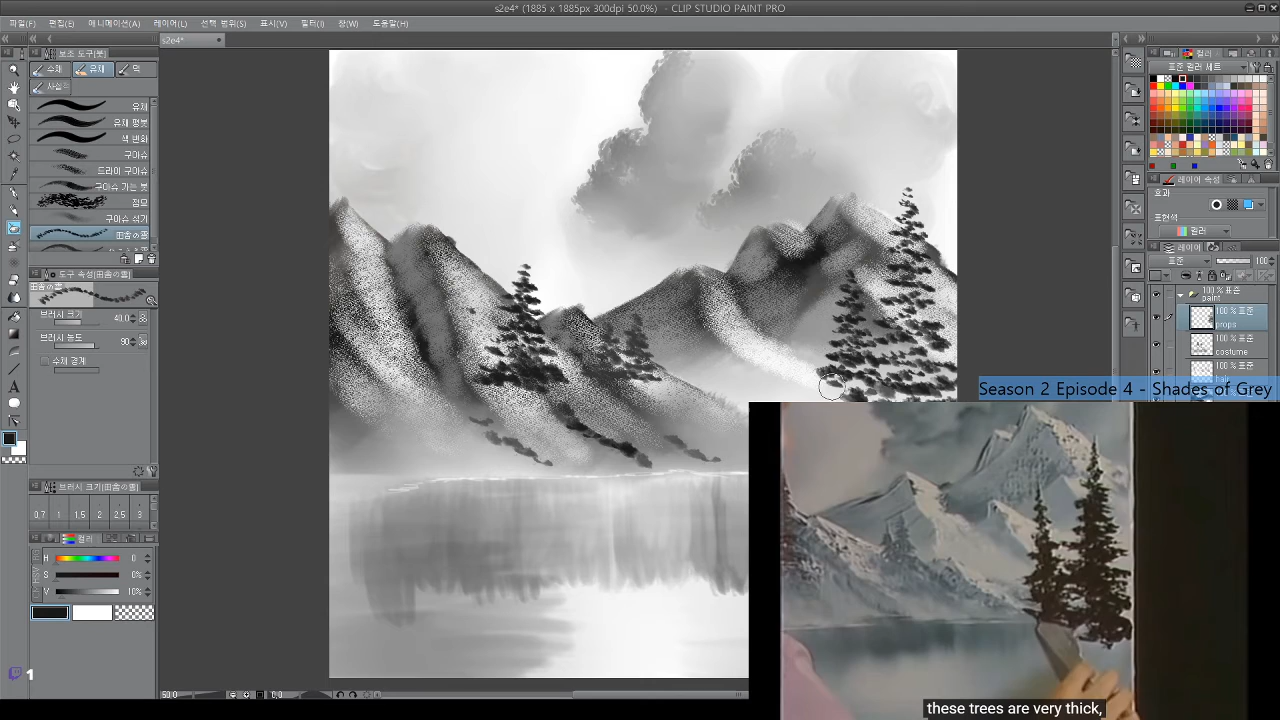 s2e4* (1885 x 1885px 300dpi 50.0%) - CLIP STUDIO PAINT PRO
파일(F) 편집(E) 애니메이션(A) 레이어(L) 선택 범위(S) 표시(V) 필터(I) 창(W) 도움말(H)
s2e4*
보조 도구(붓)
수채 유채 먹
유채
유채 평붓
색 변화
구아슈
드라이 구아슈
구아슈 가는 붓
점묘
구아슈 섞기
도구 속성
브러시 크기 40.0
브러시 농도 90
수채 경계
브러시 크기
0.7 1 1.5 2 2.5 3
컬러
H 0
S 0%
V 10%
1
50.0 0.0
컬러
표준 컬러 세트
레이어 속성
효과
표현색
컬러
레이어
표준 100
100 % 표준
paint
100 % 표준
props
100 % 표준
costume
100 % 표준
Season 2 Episode 4 - Shades of Grey
these trees are very thick,